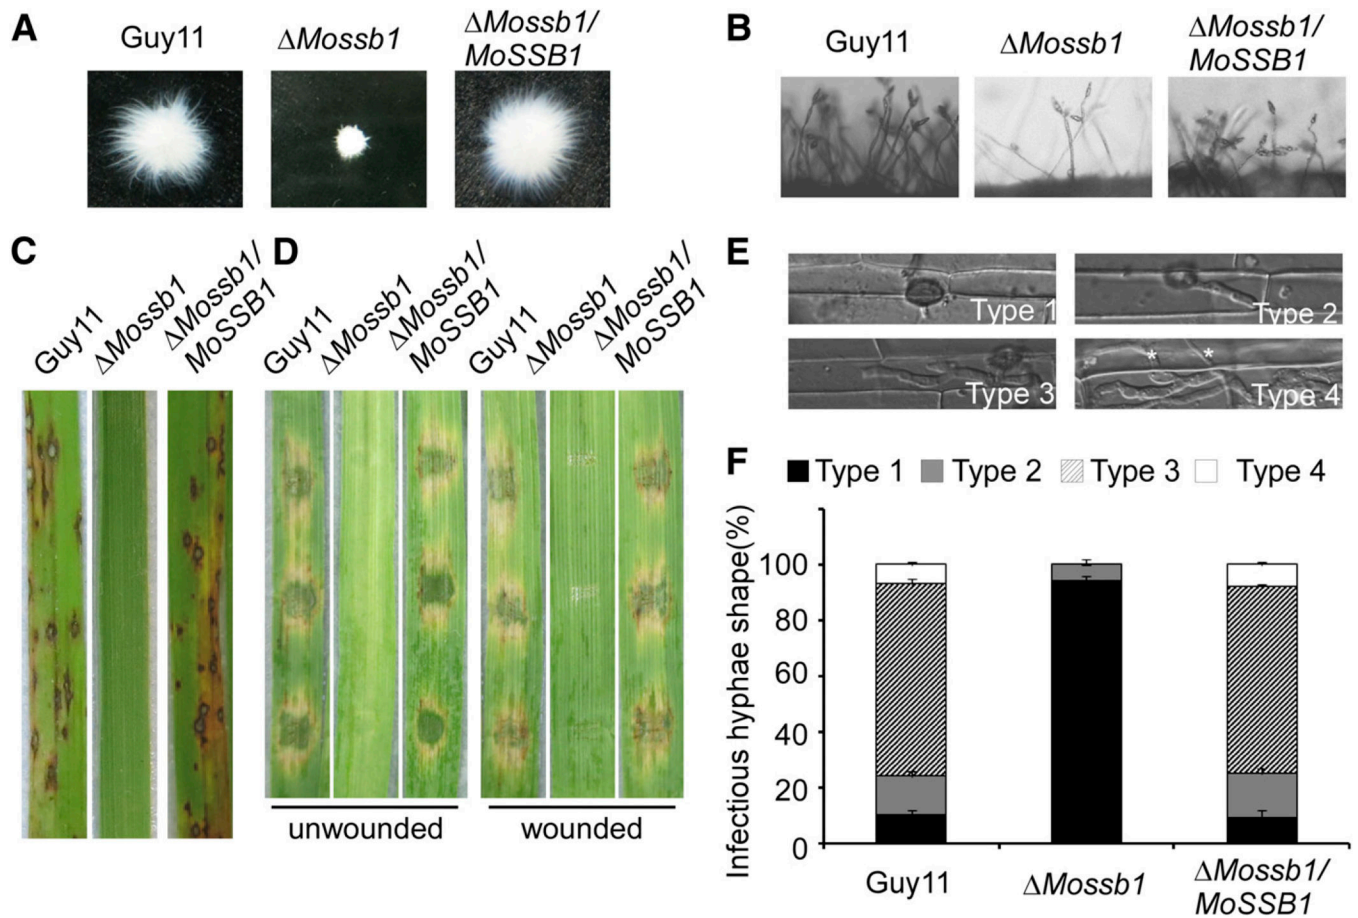 A
Guy11
ΔMossb1
ΔMossb1/
MoSSB1
B
Guy11
ΔMossb1
ΔMossb1/
MoSSB1
C
Guy11
ΔMossb1
ΔMossb1/
MoSSB1
D
Guy11
ΔMossb1
ΔMossb1/
MoSSB1
Guy11
ΔMossb1
ΔMossb1/
MoSSB1
unwounded
wounded
E
Type 1
Type 2
Type 3
* *
Type 4
F
Type 1 Type 2 Type 3 Type 4
Infectious hyphae shape(%)
100
80
60
40
20
0
Guy11
ΔMossb1
ΔMossb1/
MoSSB1